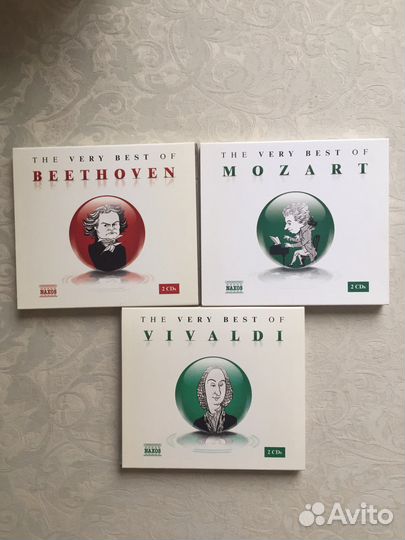 THE VERY BEST OF
BEETHOVEN
NAXOS
2 CDs
THE VERY BEST OF
MOZART
NAXOS
2 CDs
THE VERY BEST OF
VIVALDI
NAXOS
2 CDs
Avito